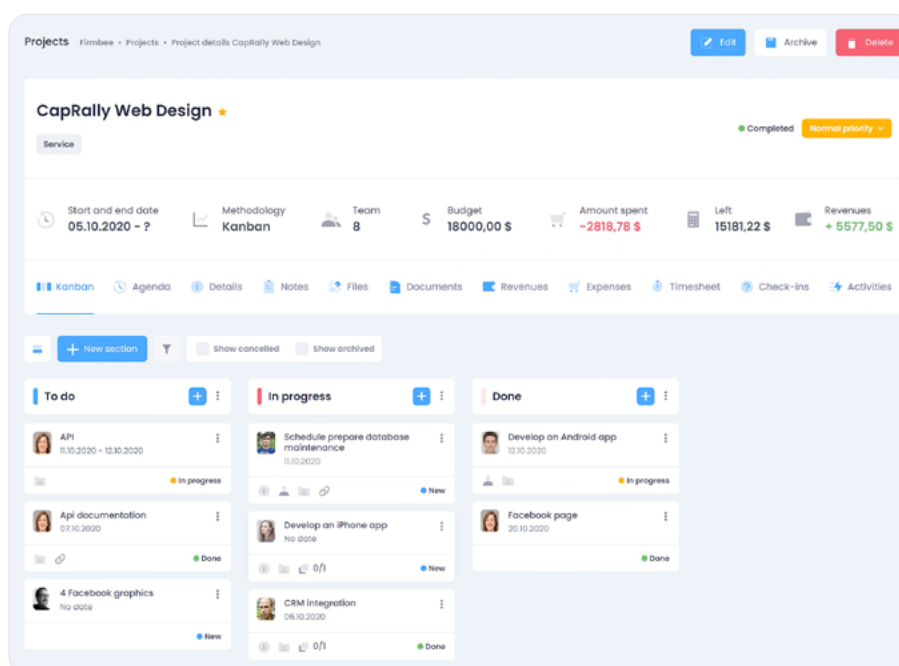 Projects Firmbee • Projects • Project details CapRally Web Design
Edit
Archive
Delete
CapRally Web Design
Service
Completed
Normal priority
Start and end date
05.10.2020 - ?
Methodology
Kanban
Team
8
Budget
18000,00 $
Amount spent
-2818,78 $
Left
15181,22 $
Revenues
+ 5577,50 $
Kanban
Agenda
Details
Notes
Files
Documents
Revenues
Expenses
Timesheet
Check-ins
Activities
+ New section
Show cancelled
Show archived
To do
API
11.10.2020 - 12.10.2020
In progress
Api documentation
07.10.2020
Done
4 Facebook graphics
No date
New
In progress
Schedule prepare database
maintenance
11.10.2020
New
Develop an iPhone app
No date
0/1
New
CRM integration
06.10.2020
0/1
Done
Done
Develop an Android app
12.10.2020
In progress
Facebook page
20.10.2020
Done